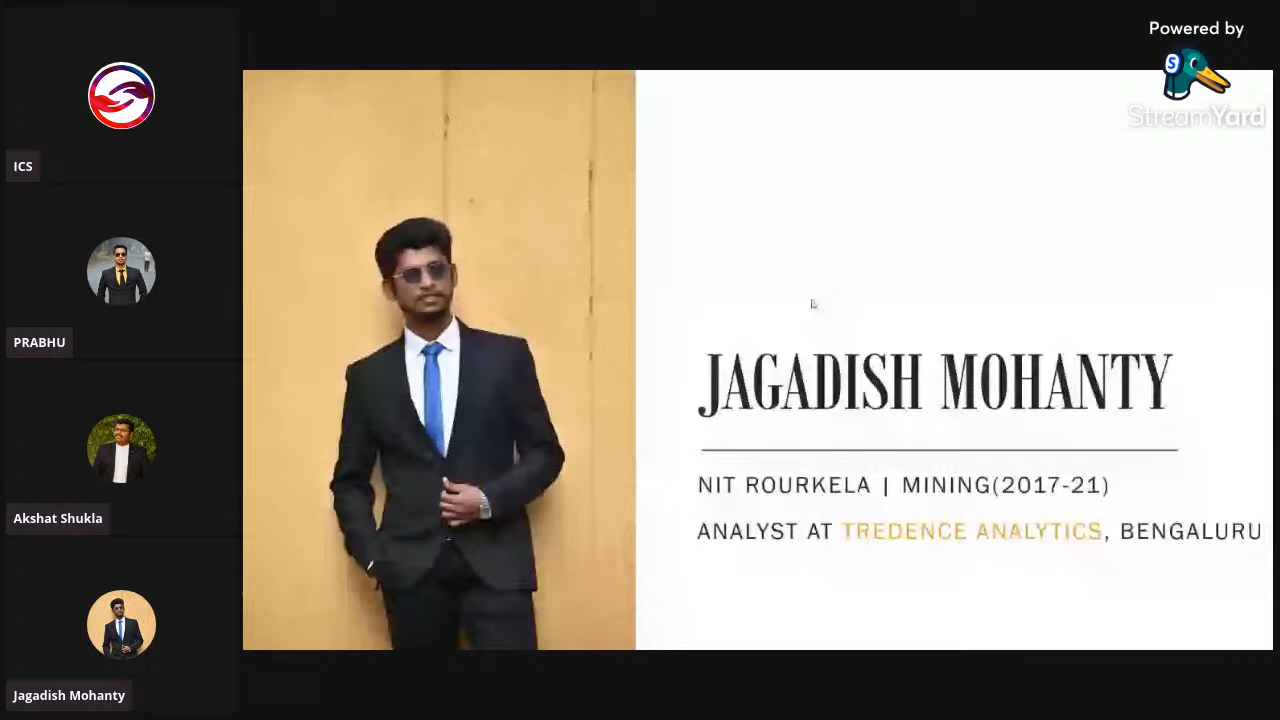 Powered by
StreamYard
ICS
PRABHU
Akshat Shukla
Jagadish Mohanty
JAGADISH MOHANTY
NIT ROURKELA | MINING(2017-21)
ANALYST AT TREDENCE ANALYTICS, BENGALURU